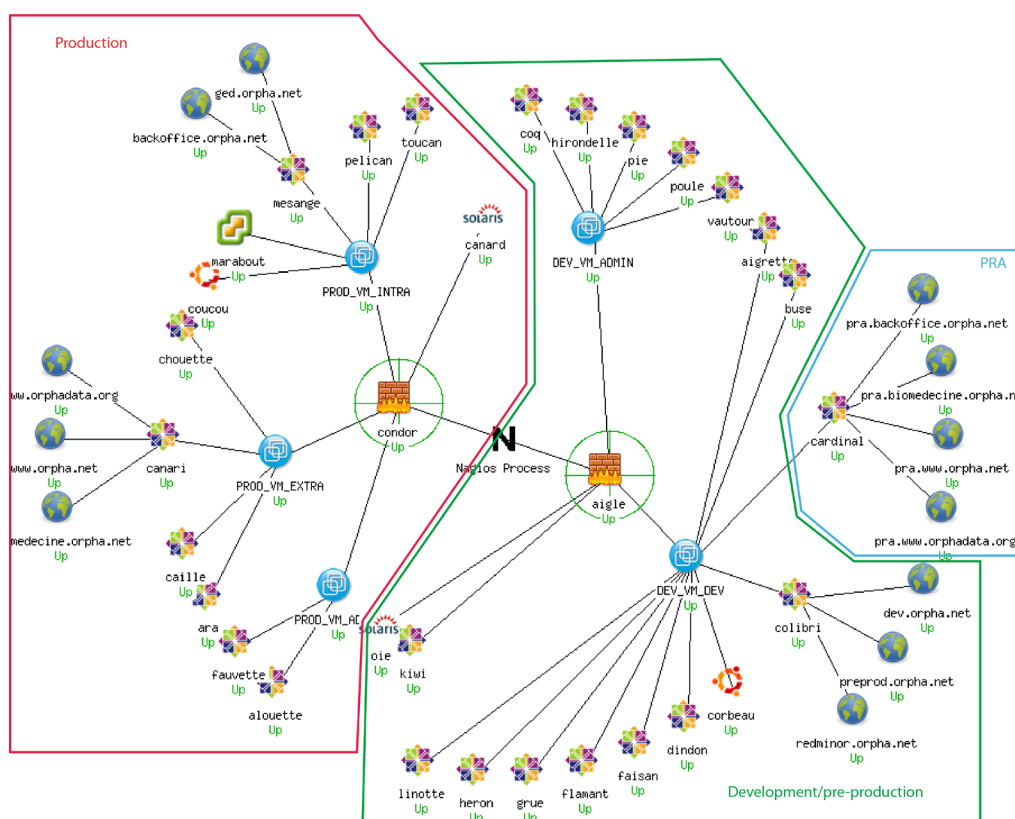 Production
ged.orpha.net
Up
backoffice.orpha.net
Up
pelican
Up
toucan
Up
mesange
Up
solaris
canard
Up
marabout
Up
PROD_VM_INTRA
Up
coucou
Up
chouette
Up
ww.orphadata.org
Up
www.orpha.net
Up
canari
Up
medecine.orpha.net
Up
PROD_VM_EXTRA
Up
condor
Up
caille
Up
ara
Up
PROD_VM_AD
Up
fauvette
Up
alouette
Up
N
Nagios Process
coq
Up
hirondelle
Up
pie
Up
poule
Up
vautour
Up
DEV_VM_ADMIN
Up
aigrette
Up
buse
Up
PRA
pra.backoffice.orpha.net
Up
pra.biomedecine.orpha.n
Up
cardinal
Up
pra.www.orpha.net
Up
pra.www.orphadata.org
Up
aigle
Up
DEV_VM_DEV
Up
solaris
oie
Up
kiwi
Up
colibri
Up
dev.orpha.net
Up
preprod.orpha.net
Up
redminor.orpha.net
Up
corbeau
Up
dindon
Up
faisan
Up
flamant
Up
grue
Up
heron
Up
linotte
Up
Development/pre-production